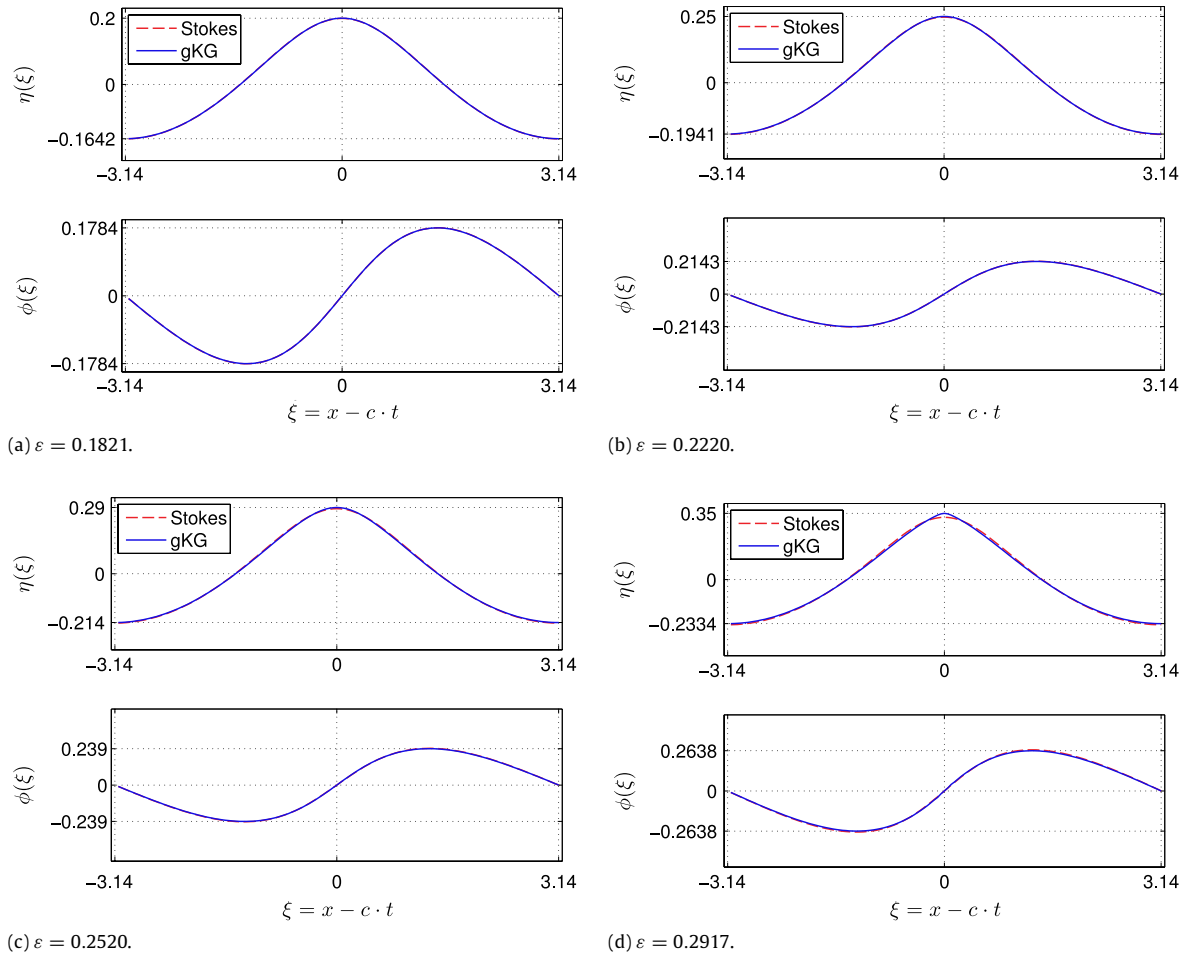 0.2
0
−0.1642
η(ξ)
Stokes
gKG
−3.14
0
3.14
0.1784
0
−0.1784
ϕ(ξ)
−3.14
0
3.14
ξ = x − c · t
(a) ε = 0.1821.
0.25
0
−0.1941
η(ξ)
Stokes
gKG
−3.14
0
3.14
0.2143
0
−0.2143
ϕ(ξ)
−3.14
0
3.14
ξ = x − c · t
(b) ε = 0.2220.
0.29
0
−0.214
η(ξ)
Stokes
gKG
−3.14
0
3.14
0.239
0
−0.239
ϕ(ξ)
−3.14
0
3.14
ξ = x − c · t
(c) ε = 0.2520.
0.35
0
−0.2334
η(ξ)
Stokes
gKG
−3.14
0
3.14
0.2638
0
−0.2638
ϕ(ξ)
−3.14
0
3.14
ξ = x − c · t
(d) ε = 0.2917.